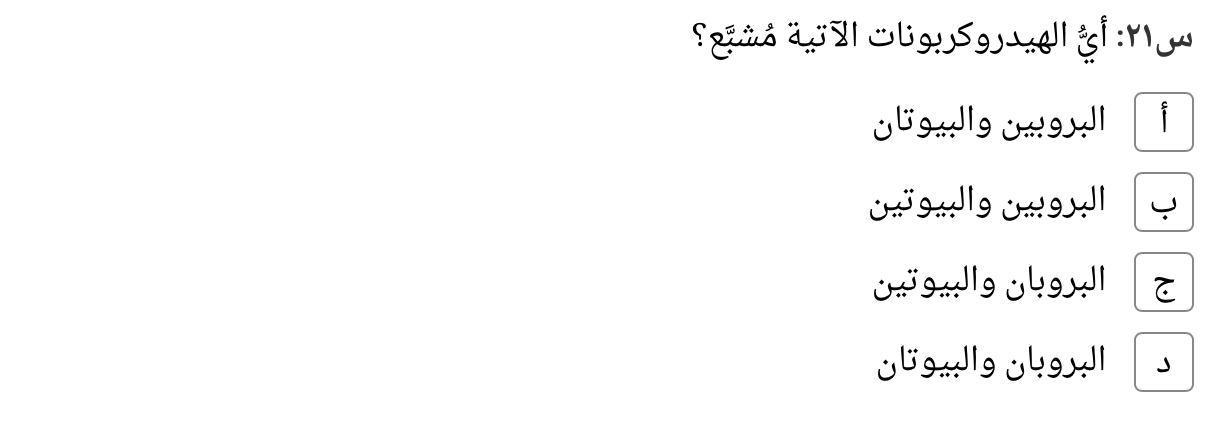 س٢١: أيُّ الهيدروكربونات الآتية مُشبَّع؟
أ البروبين والبيوتان
ب البروبين والبيوتين
ج البروبان والبيوتين
د البروبان والبيوتان